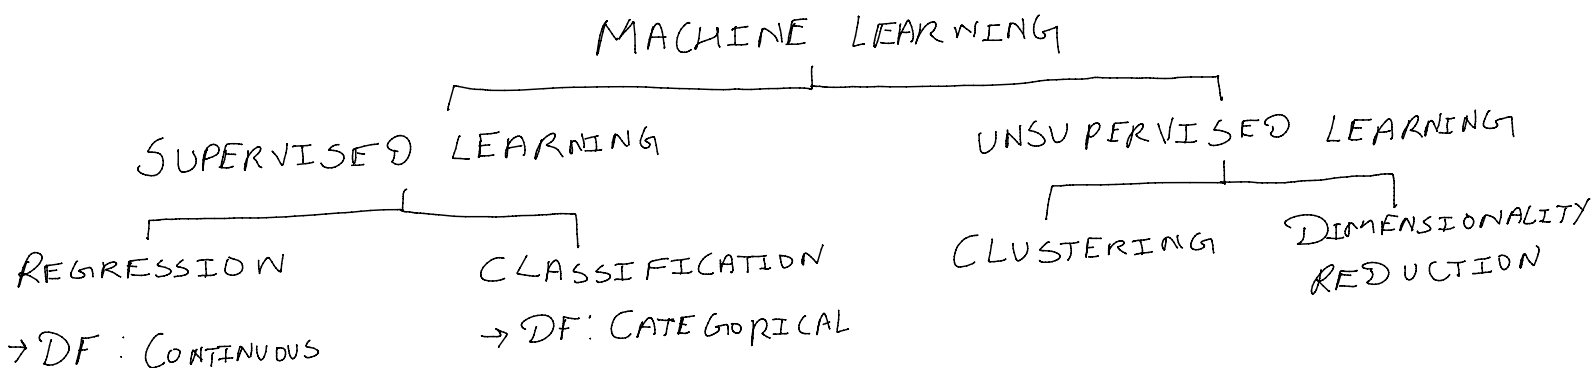 MACHINE LEARNING
SUPERVISED LEARNING
UNSUPERVISED LEARNING
REGRESSION
CLASSIFICATION
CLUSTERING
DIMENSIONALITY
REDUCTION
→ DF : CONTINUOUS
→ DF : CATEGORICAL